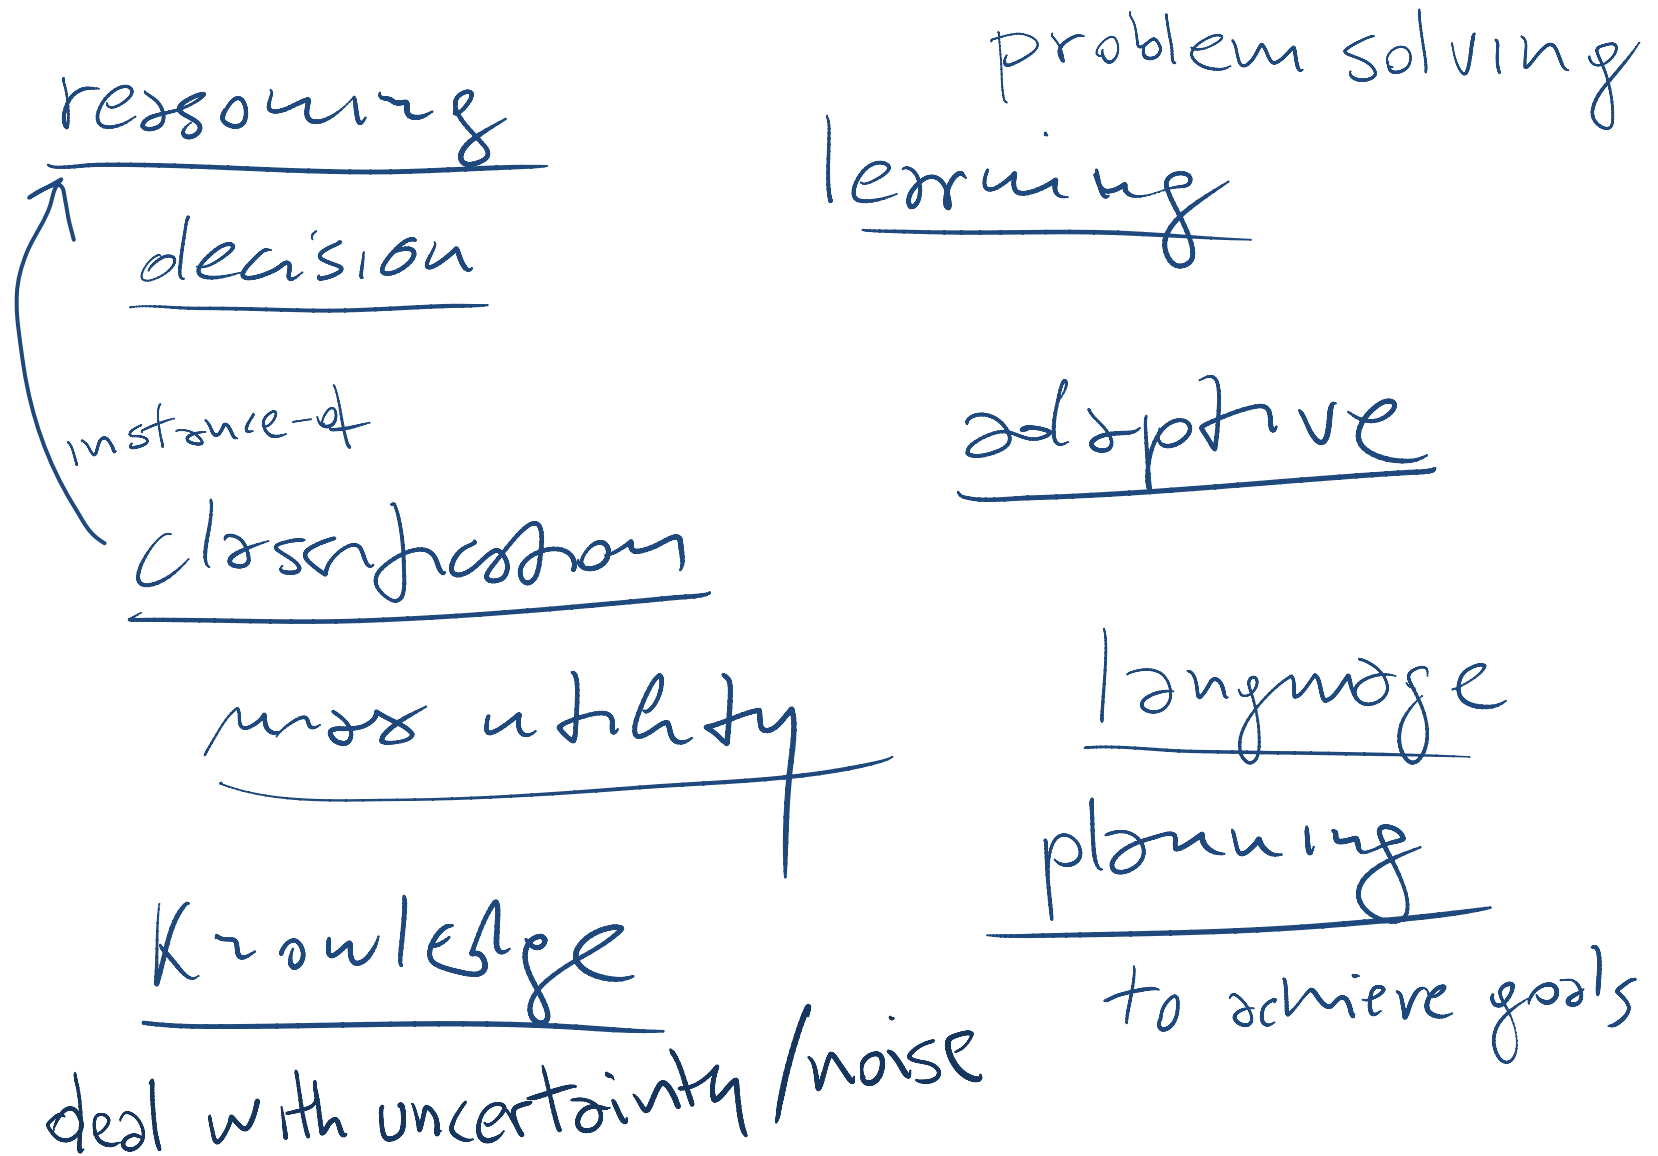 problem solving
reasoning
learning
decision
adaptive
instance-of
classification
language
max utility
planning
Knowledge
to achieve goals
deal with uncertainty/noise